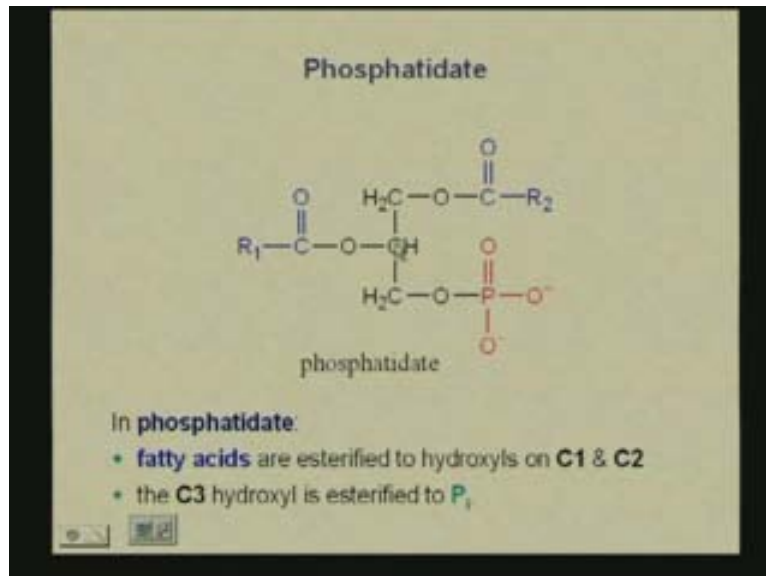 Phosphatidate
O
O H₂C—O—C—R₂
R₁—C—O—CH O
H₂C—O—P—O⁻
O⁻
phosphatidate
In phosphatidate:
• fatty acids are esterified to hydroxyls on C1 & C2
• the C3 hydroxyl is esterified to Pᵢ